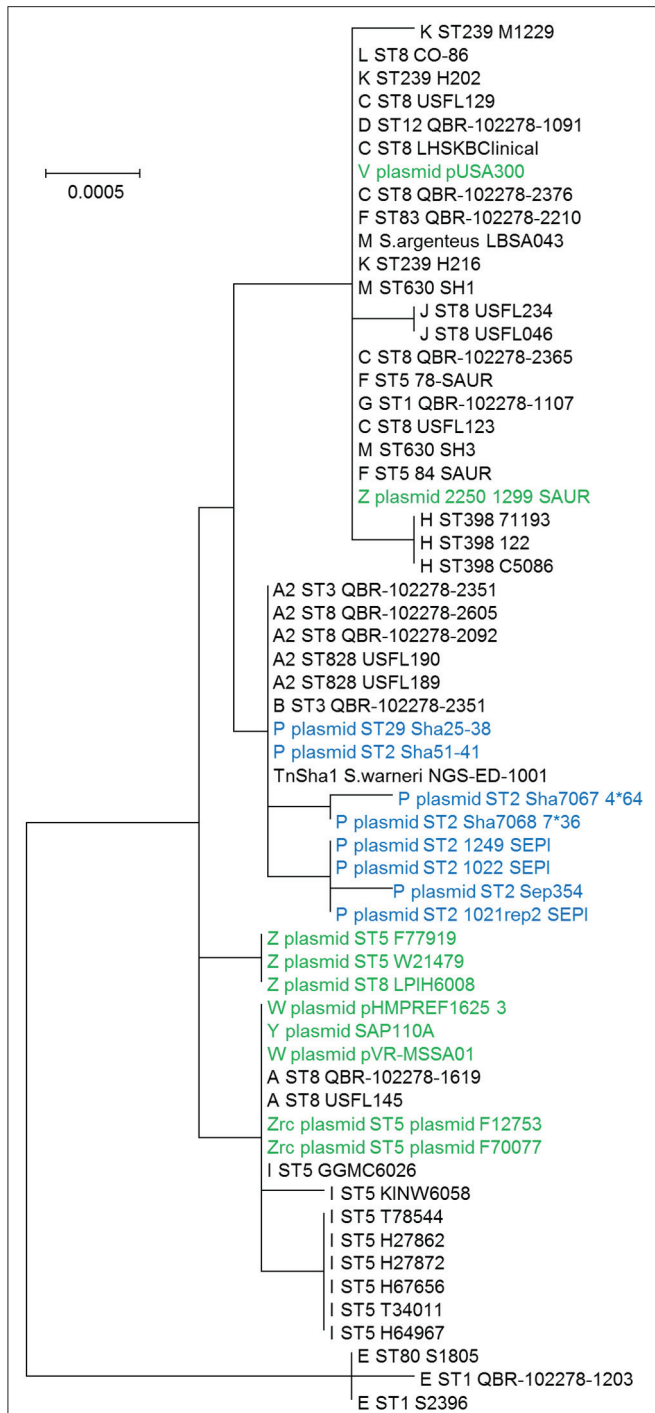 K ST239 M1229
L ST8 CO-86
K ST239 H202
C ST8 USFL129
D ST12 QBR-102278-1091
C ST8 LHSKBClinical
V plasmid pUSA300
0.0005
C ST8 QBR-102278-2376
F ST83 QBR-102278-2210
M S.argenteus LBSA043
K ST239 H216
M ST630 SH1
J ST8 USFL234
J ST8 USFL046
C ST8 QBR-102278-2365
F ST5 78-SAUR
G ST1 QBR-102278-1107
C ST8 USFL123
M ST630 SH3
F ST5 84 SAUR
Z plasmid 2250 1299 SAUR
H ST398 71193
H ST398 122
H ST398 C5086
A2 ST3 QBR-102278-2351
A2 ST8 QBR-102278-2605
A2 ST8 QBR-102278-2092
A2 ST828 USFL190
A2 ST828 USFL189
B ST3 QBR-102278-2351
P plasmid ST29 Sha25-38
P plasmid ST2 Sha51-41
TnSha1 S.warneri NGS-ED-1001
P plasmid ST2 Sha7067 4*64
P plasmid ST2 Sha7068 7*36
P plasmid ST2 1249 SEPI
P plasmid ST2 1022 SEPI
P plasmid ST2 Sep354
P plasmid ST2 1021rep2 SEPI
Z plasmid ST5 F77919
Z plasmid ST5 W21479
Z plasmid ST8 LPIH6008
W plasmid pHMPREF1625 3
Y plasmid SAP110A
W plasmid pVR-MSSA01
A ST8 QBR-102278-1619
A ST8 USFL145
Zrc plasmid ST5 plasmid F12753
Zrc plasmid ST5 plasmid F70077
I ST5 GGMC6026
I ST5 KINW6058
I ST5 T78544
I ST5 H27862
I ST5 H27872
I ST5 H67656
I ST5 T34011
I ST5 H64967
E ST80 S1805
E ST1 QBR-102278-1203
E ST1 S2396